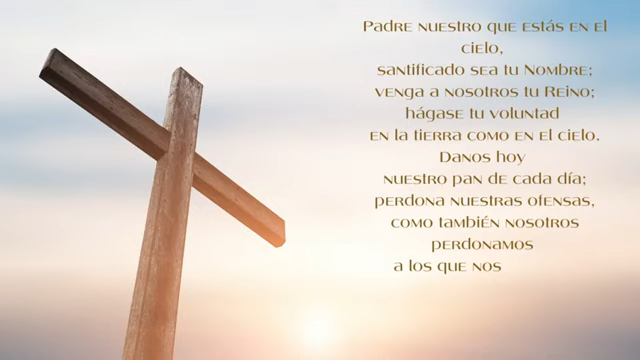 Padre nuestro que estás en el
cielo,
santificado sea tu Nombre;
venga a nosotros tu Reino;
hágase tu voluntad
en la tierra como en el cielo.
Danos hoy
nuestro pan de cada día;
perdona nuestras ofensas,
como también nosotros
perdonamos
a los que nos